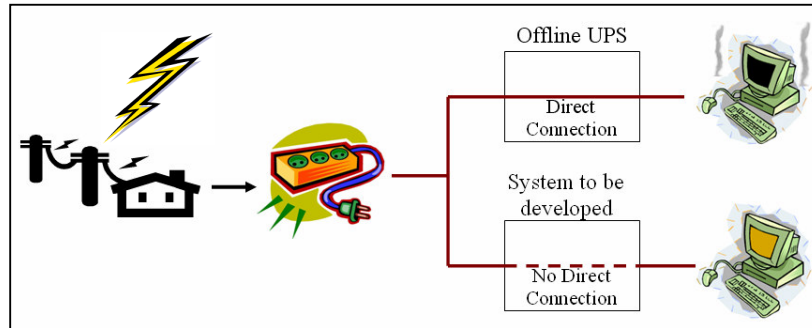 Offline UPS
Direct
Connection
System to be
developed
No Direct
Connection